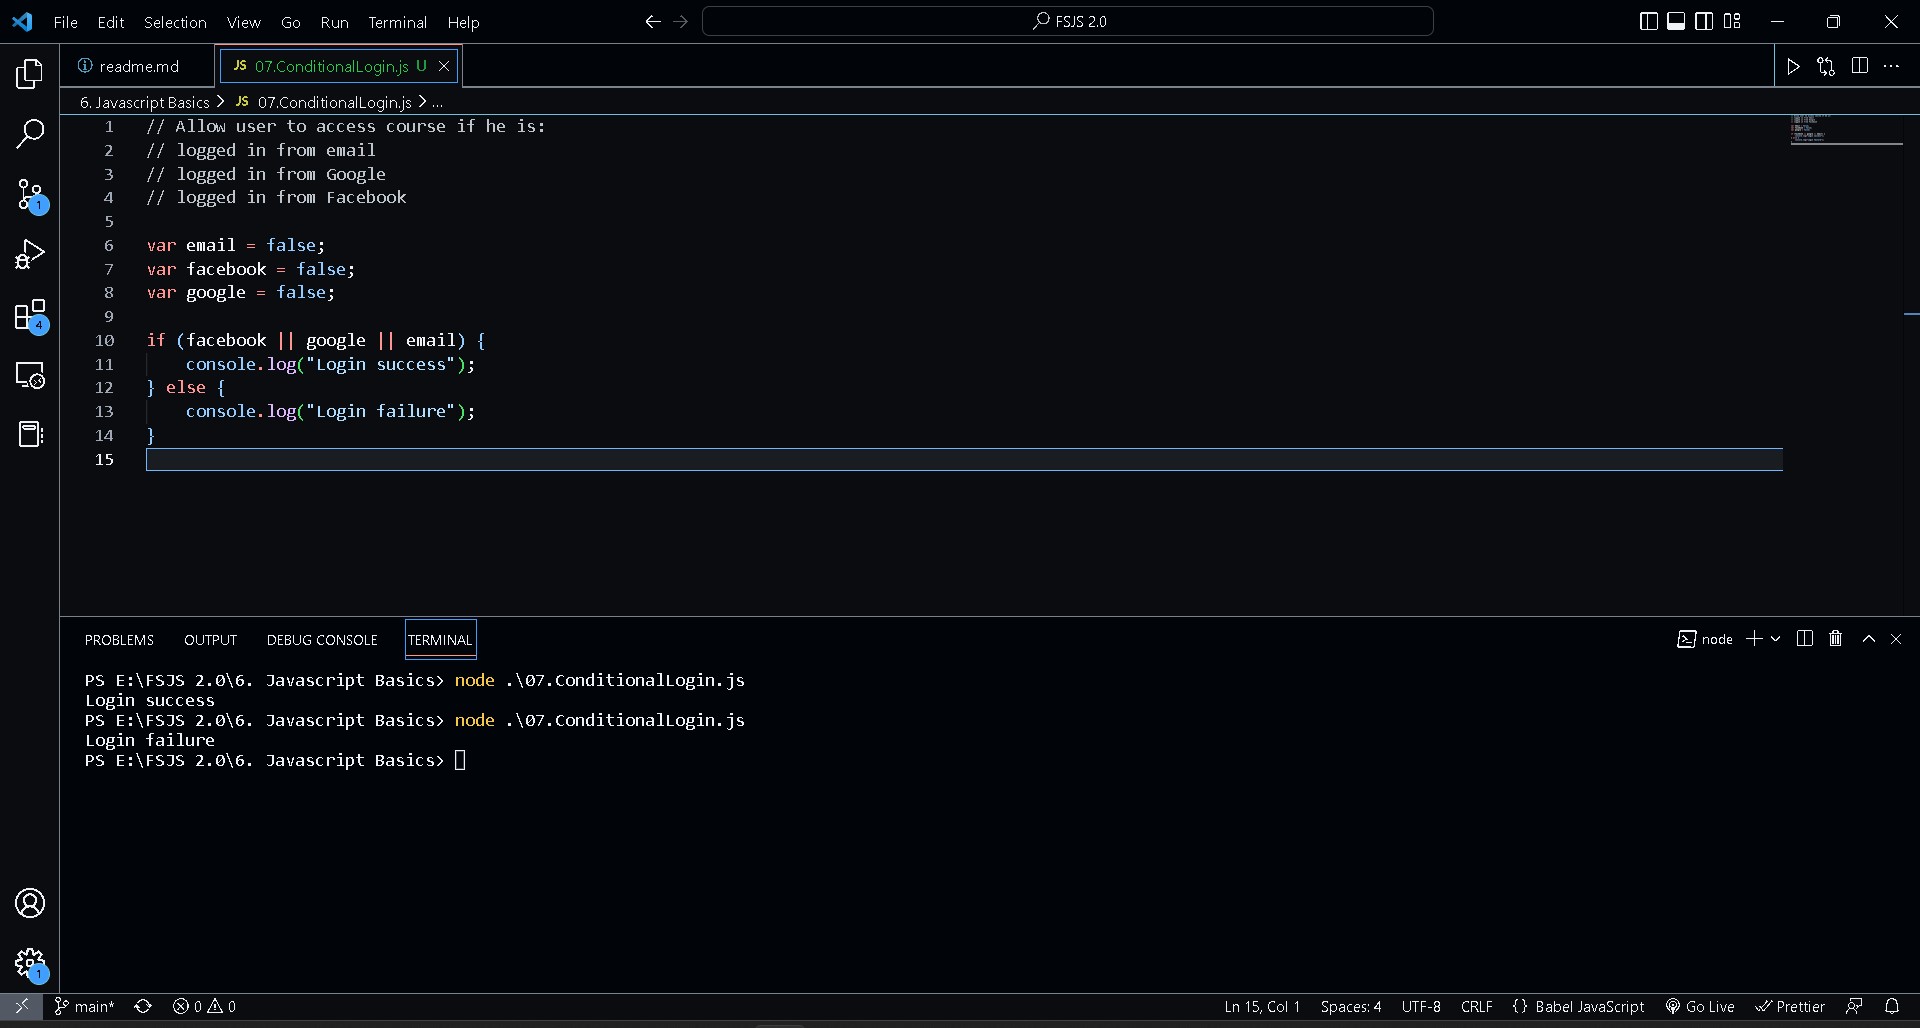 File Edit Selection View Go Run Terminal Help FSJS 2.0
readme.md JS 07.ConditionalLogin.js U
6. Javascript Basics > JS 07.ConditionalLogin.js > ...
1 // Allow user to access course if he is:
2 // logged in from email
3 // logged in from Google
4 // logged in from Facebook
5
6 var email = false;
7 var facebook = false;
8 var google = false;
9
10 if (facebook || google || email) {
11     console.log("Login success");
12 } else {
13     console.log("Login failure");
14 }
15
1
4
PROBLEMS OUTPUT DEBUG CONSOLE TERMINAL node
PS E:\FSJS 2.0\6. Javascript Basics> node .\07.ConditionalLogin.js
Login success
PS E:\FSJS 2.0\6. Javascript Basics> node .\07.ConditionalLogin.js
Login failure
PS E:\FSJS 2.0\6. Javascript Basics>
1
main* 0 0 Ln 15, Col 1 Spaces: 4 UTF-8 CRLF {} Babel JavaScript Go Live Prettier